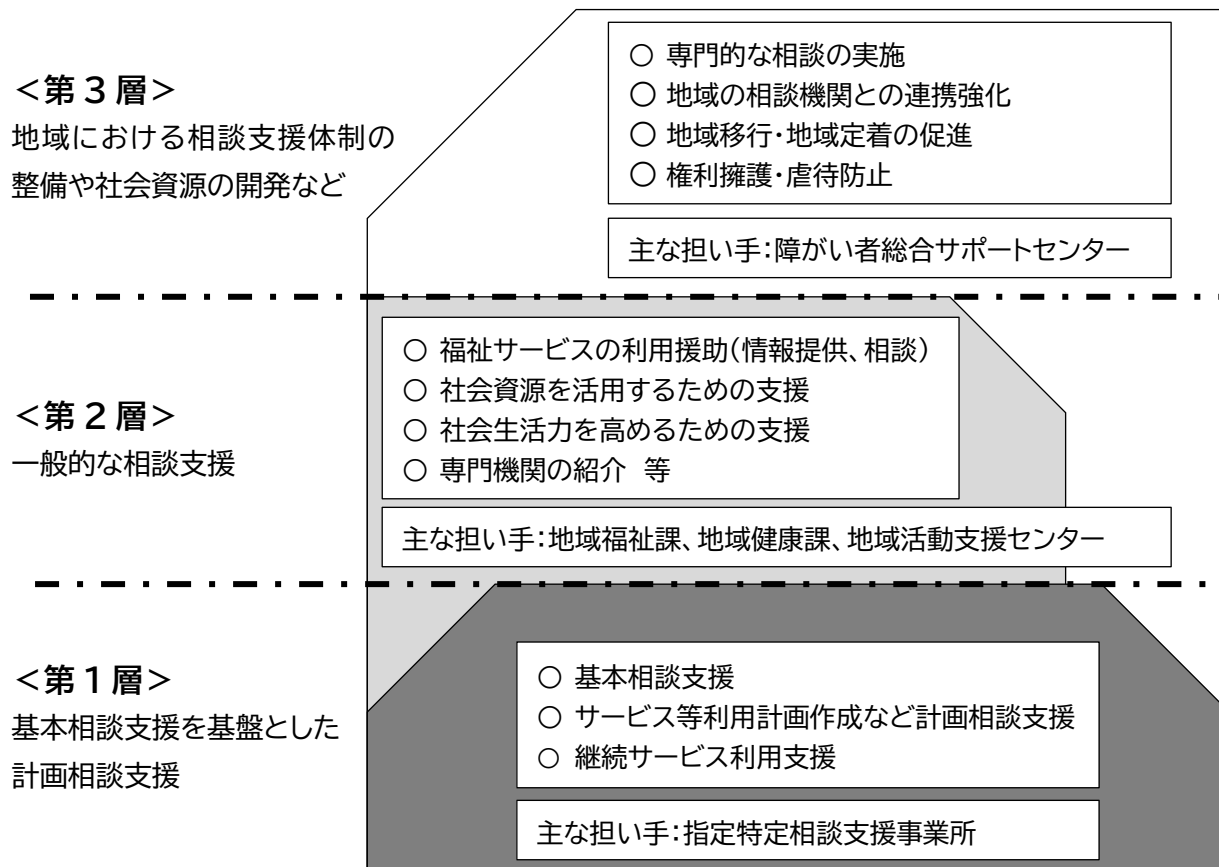 <第3層>
地域における相談支援体制の
整備や社会資源の開発など
○ 専門的な相談の実施
○ 地域の相談機関との連携強化
○ 地域移行・地域定着の促進
○ 権利擁護・虐待防止
主な担い手:障がい者総合サポートセンター
<第2層>
一般的な相談支援
○ 福祉サービスの利用援助(情報提供、相談)
○ 社会資源を活用するための支援
○ 社会生活力を高めるための支援
○ 専門機関の紹介 等
主な担い手:地域福祉課、地域健康課、地域活動支援センター
<第1層>
基本相談支援を基盤とした
計画相談支援
○ 基本相談支援
○ サービス等利用計画作成など計画相談支援
○ 継続サービス利用支援
主な担い手:指定特定相談支援事業所